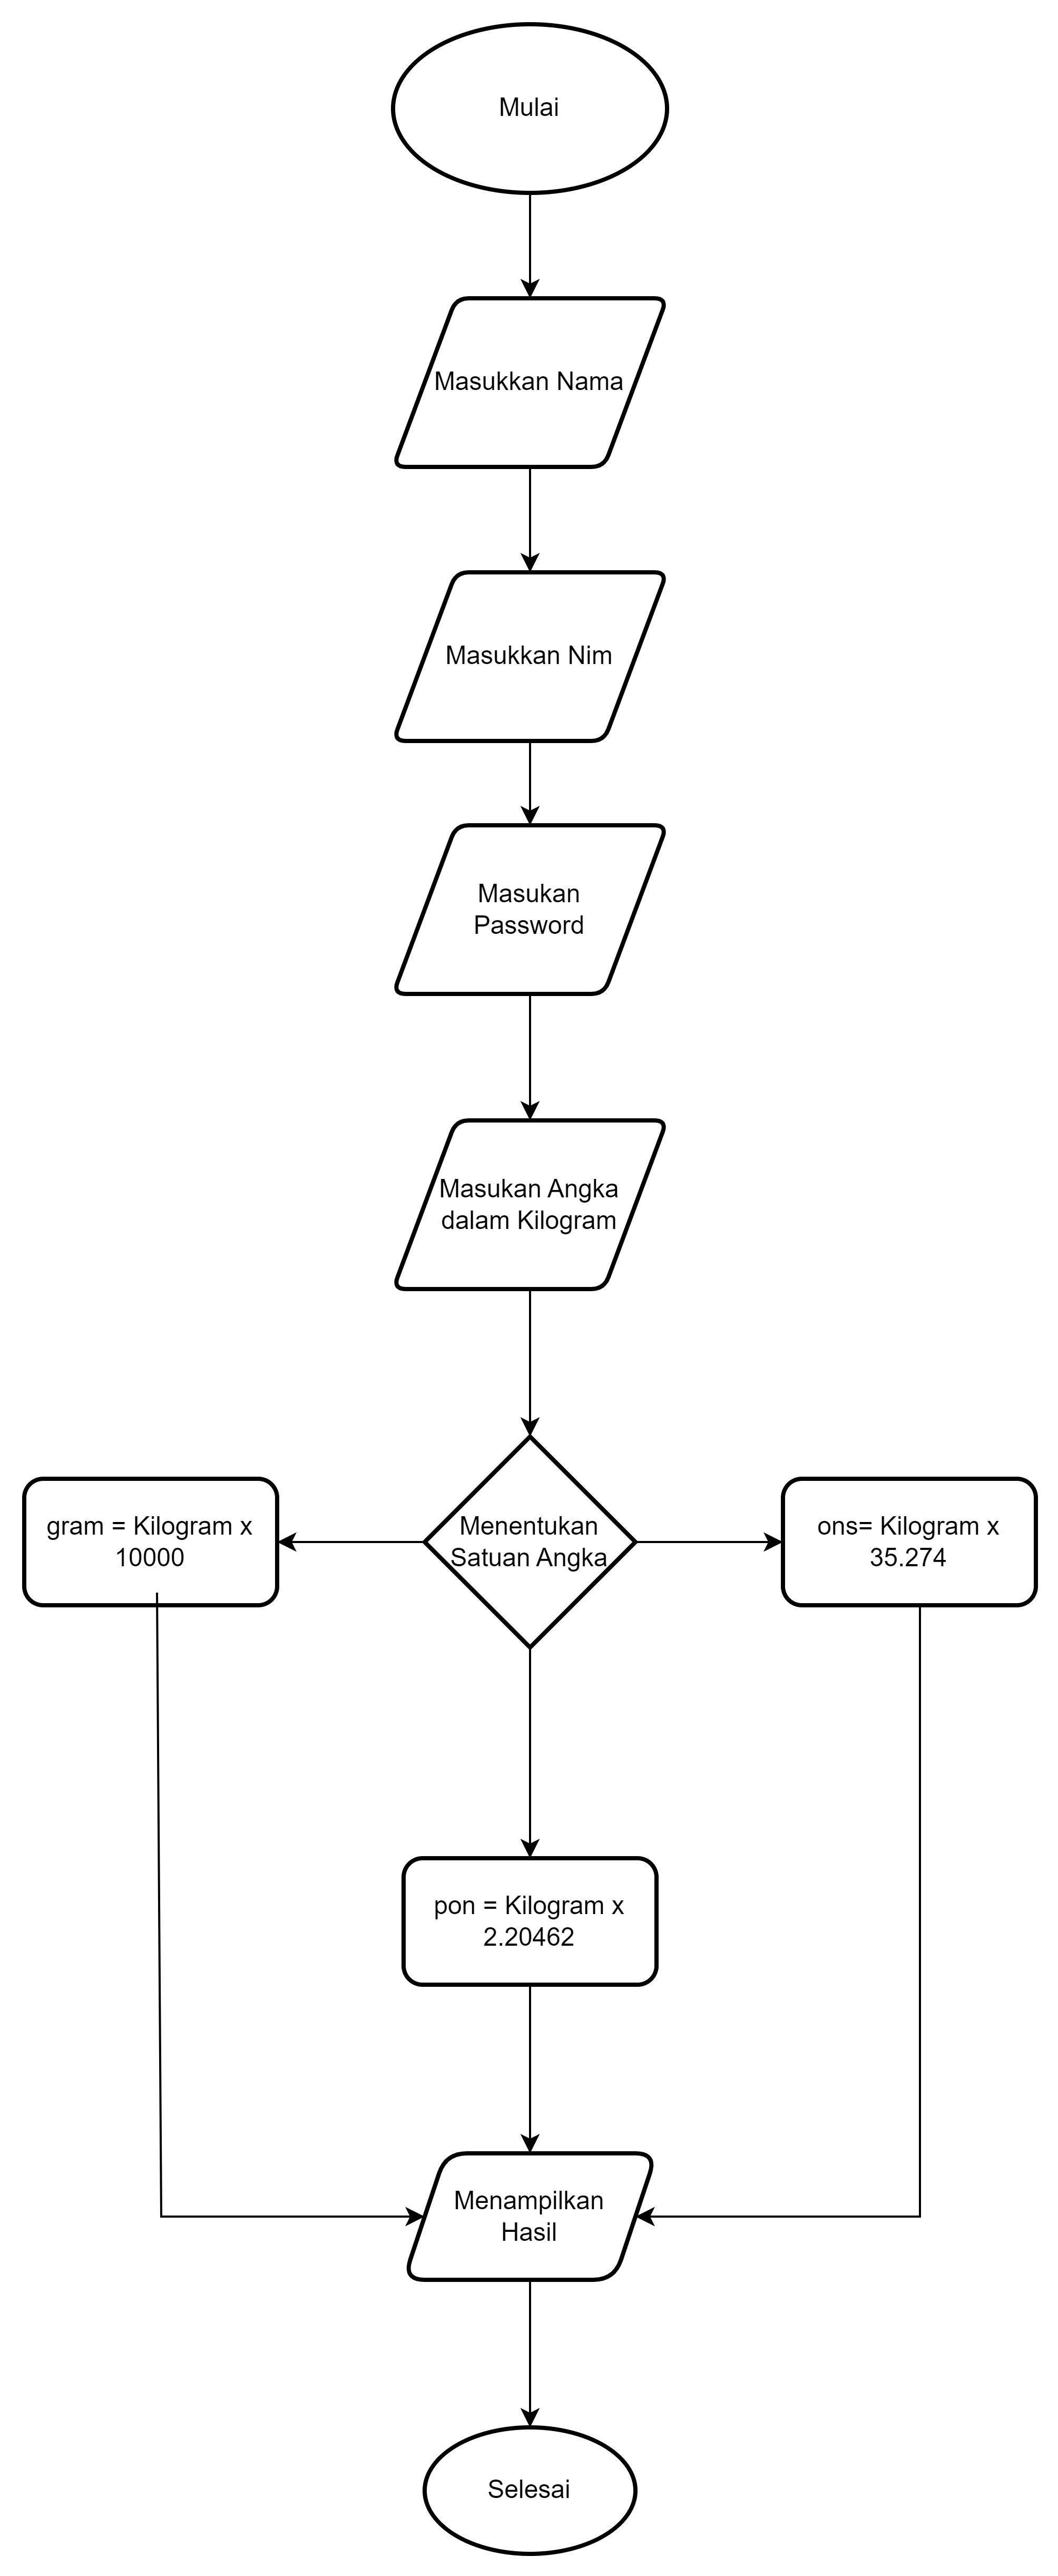 Mulai
Masukkan Nama
Masukkan Nim
Masukan
Password
Masukan Angka
dalam Kilogram
gram = Kilogram x
10000
Menentukan
Satuan Angka
ons= Kilogram x
35.274
pon = Kilogram x
2.20462
Menampilkan
Hasil
Selesai